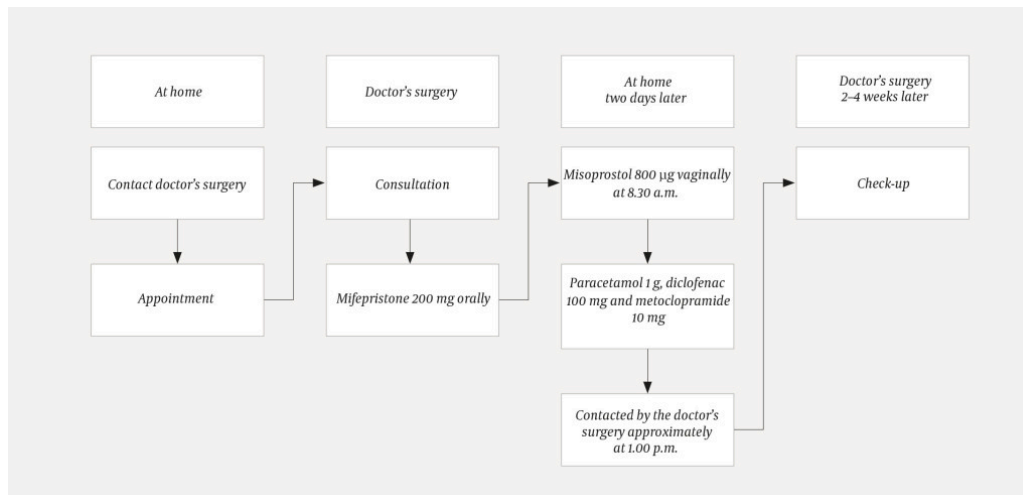 At home
Doctor's surgery
At home
two days later
Doctor's surgery
2–4 weeks later
Contact doctor's surgery
Appointment
Consultation
Mifepristone 200 mg orally
Misoprostol 800 μg vaginally
at 8.30 a.m.
Paracetamol 1 g, diclofenac
100 mg and metoclopramide
10 mg
Contacted by the doctor's
surgery approximately
at 1.00 p.m.
Check-up